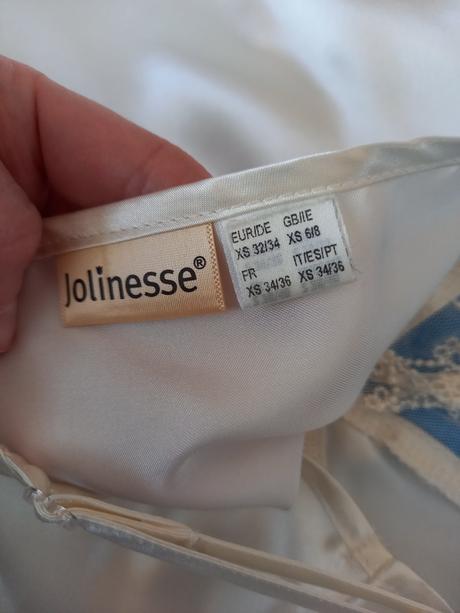 Jolinesse®
EUR/DE GB/IE
XS 32/34 XS 6/8
FR IT/ES/PT
XS 34/36 XS 34/36